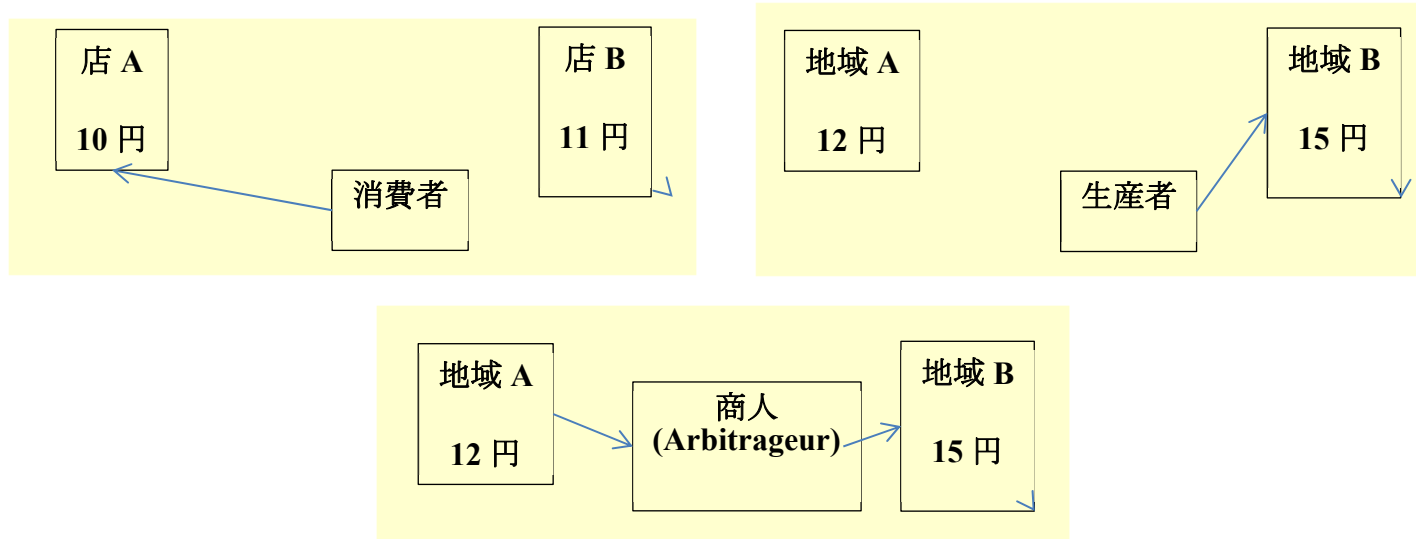 店 A
10 円
消費者
店 B
11 円
地域 A
12 円
生産者
地域 B
15 円
地域 A
12 円
商人
(Arbitrageur)
地域 B
15 円